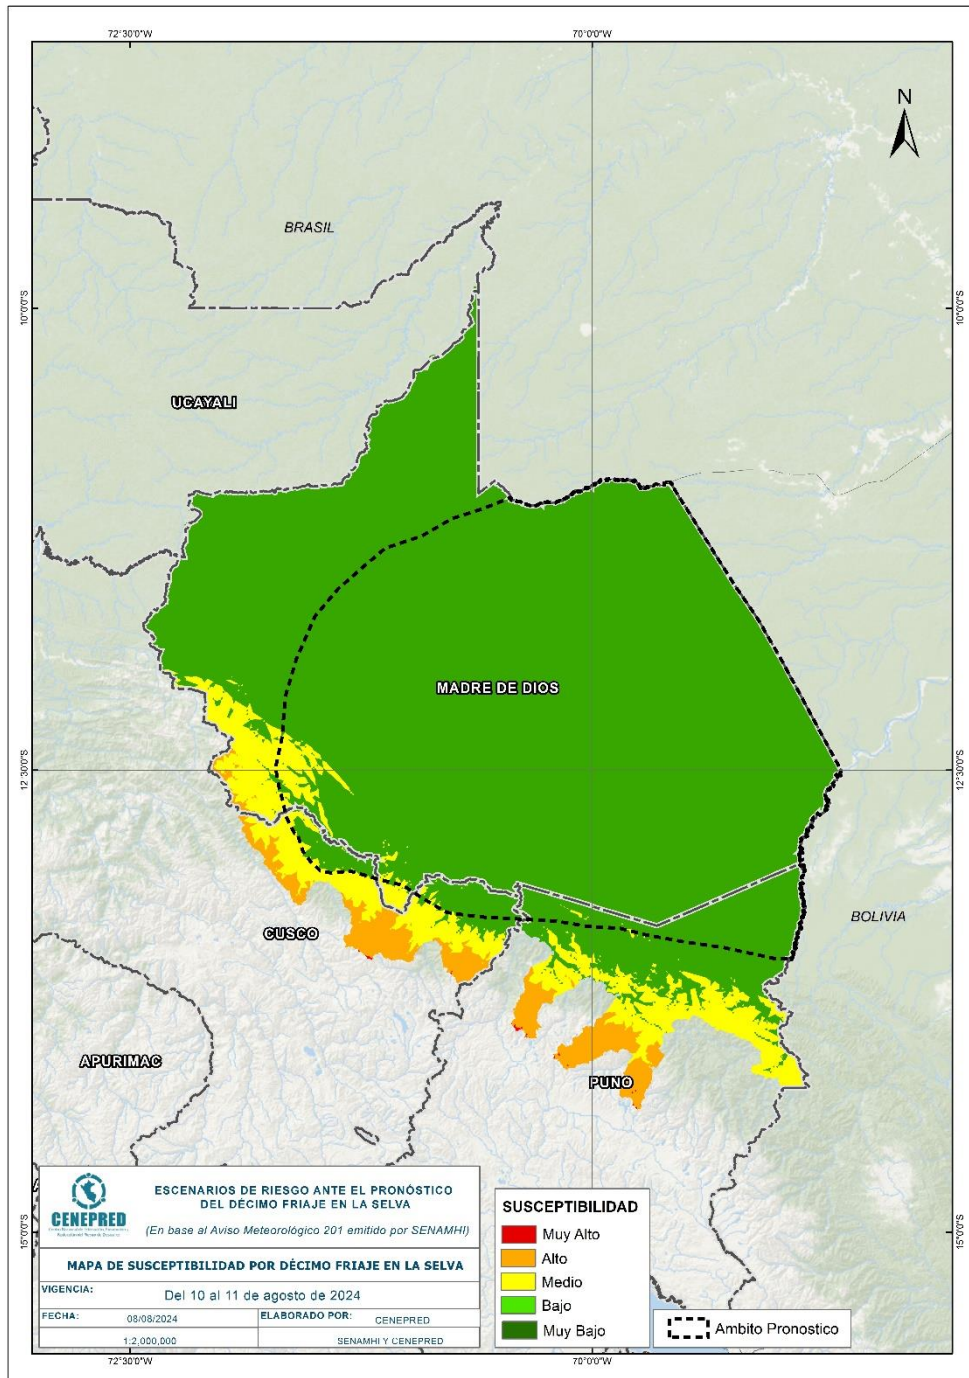 72°30'0"W
70°0'0"W
N
BRASIL
10°0'0"S
10°0'0"S
UCAYALI
MADRE DE DIOS
12°30'0"S
12°30'0"S
BOLIVIA
CUSCO
APURIMAC
PUNO
CENEPRED
ESCENARIOS DE RIESGO ANTE EL PRONÓSTICO
DEL DÉCIMO FRIAJE EN LA SELVA
(En base al Aviso Meteorológico 201 emitido por SENAMHI)
MAPA DE SUSCEPTIBILIDAD POR DÉCIMO FRIAJE EN LA SELVA
VIGENCIA:
Del 10 al 11 de agosto de 2024
FECHA:
08/08/2024
ELABORADO POR:
CENEPRED
1:2,000,000
SENAMHI Y CENEPRED
SUSCEPTIBILIDAD
Muy Alto
Alto
Medio
Bajo
Muy Bajo
Ambito Pronostico
15°0'0"S
15°0'0"S
72°30'0"W
70°0'0"W